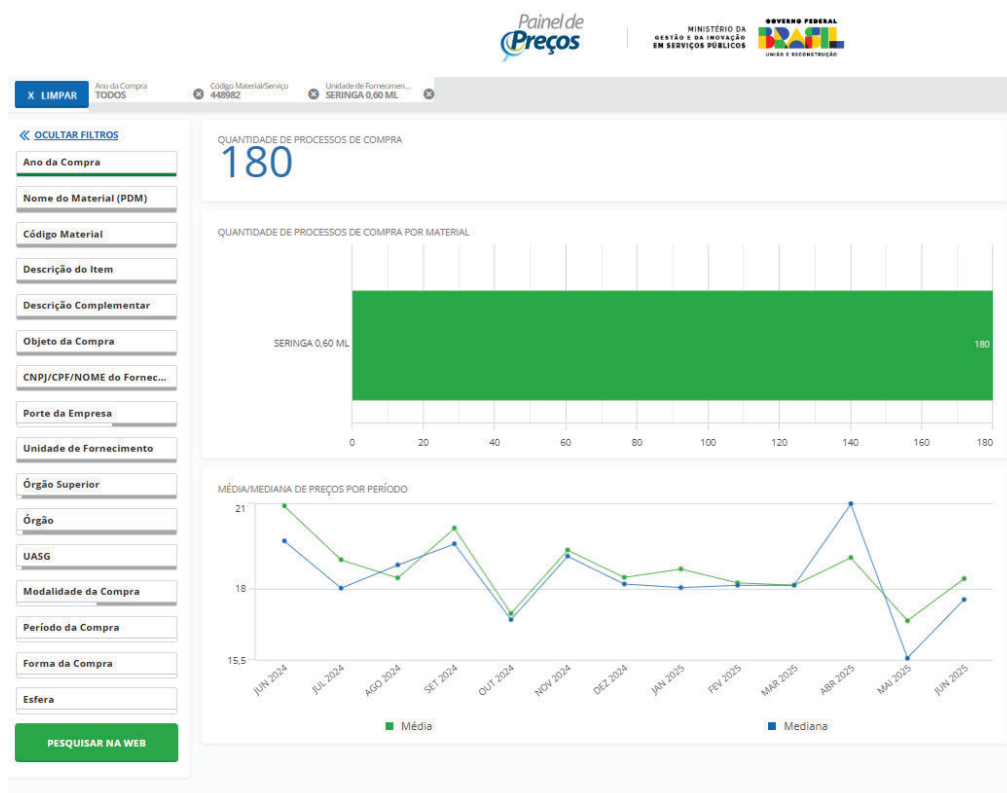 Painel de
Preços
MINISTÉRIO DA
GESTÃO E DA INOVAÇÃO
EM SERVIÇOS PÚBLICOS
GOVERNO FEDERAL
BRASIL
UNIÃO E RECONSTRUÇÃO
X LIMPAR
Ano da Compra
TODOS
Código Material/Serviço
448982
Unidade de Fornecimen...
SERINGA 0,60 ML
OCULTAR FILTROS
Ano da Compra
Nome do Material (PDM)
Código Material
Descrição do Item
Descrição Complementar
Objeto da Compra
CNPJ/CPF/NOME do Fornec...
Porte da Empresa
Unidade de Fornecimento
Órgão Superior
Órgão
UASG
Modalidade da Compra
Período da Compra
Forma da Compra
Esfera
PESQUISAR NA WEB
QUANTIDADE DE PROCESSOS DE COMPRA
180
QUANTIDADE DE PROCESSOS DE COMPRA POR MATERIAL
SERINGA 0,60 ML
180
0 20 40 60 80 100 120 140 160 180
MÉDIA/MEDIANA DE PREÇOS POR PERÍODO
21
18
15,5
JUN 2024 JUL 2024 AGO 2024 SET 2024 OUT 2024 NOV 2024 DEZ 2024 JAN 2025 FEV 2025 MAR 2025 ABR 2025 MAI 2025 JUN 2025
Média Mediana